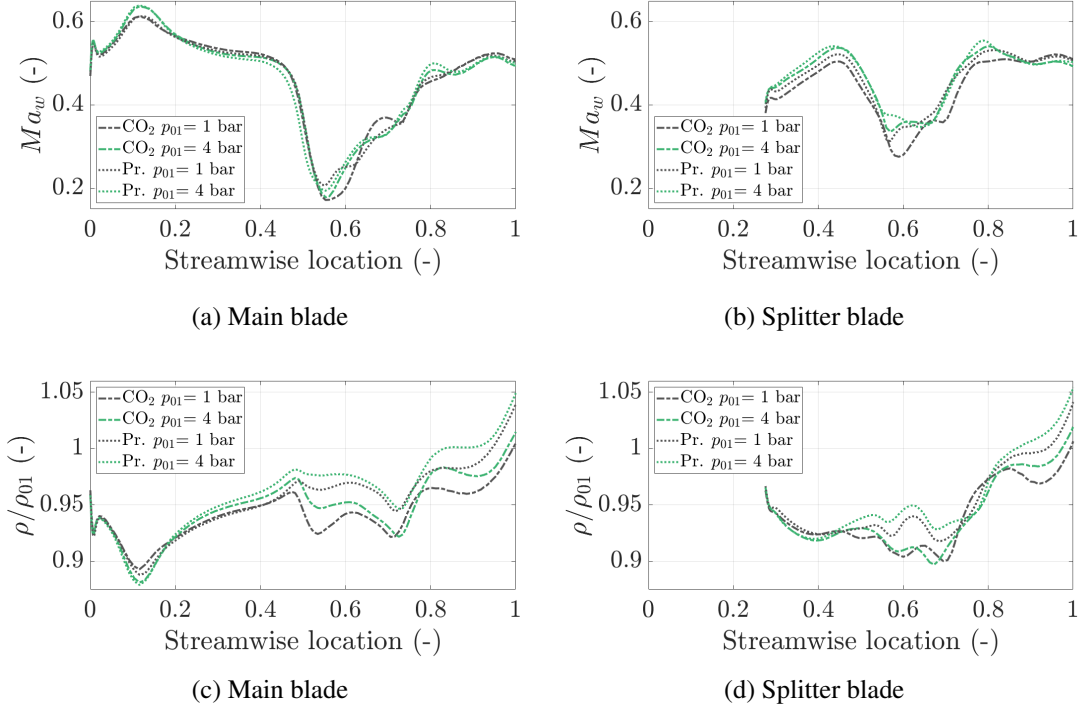 0.6
0.4
0.2
Ma_w (-)
CO2 p01= 1 bar
CO2 p01= 4 bar
Pr. p01= 1 bar
Pr. p01= 4 bar
0 0.2 0.4 0.6 0.8 1
Streamwise location (-)
(a) Main blade
0.6
0.4
0.2
Ma_w (-)
CO2 p01= 1 bar
CO2 p01= 4 bar
Pr. p01= 1 bar
Pr. p01= 4 bar
0 0.2 0.4 0.6 0.8 1
Streamwise location (-)
(b) Splitter blade
1.05
1
0.95
0.9
ρ/ρ01 (-)
CO2 p01= 1 bar
CO2 p01= 4 bar
Pr. p01= 1 bar
Pr. p01= 4 bar
0 0.2 0.4 0.6 0.8 1
Streamwise location (-)
(c) Main blade
1.05
1
0.95
0.9
ρ/ρ01 (-)
CO2 p01= 1 bar
CO2 p01= 4 bar
Pr. p01= 1 bar
Pr. p01= 4 bar
0 0.2 0.4 0.6 0.8 1
Streamwise location (-)
(d) Splitter blade